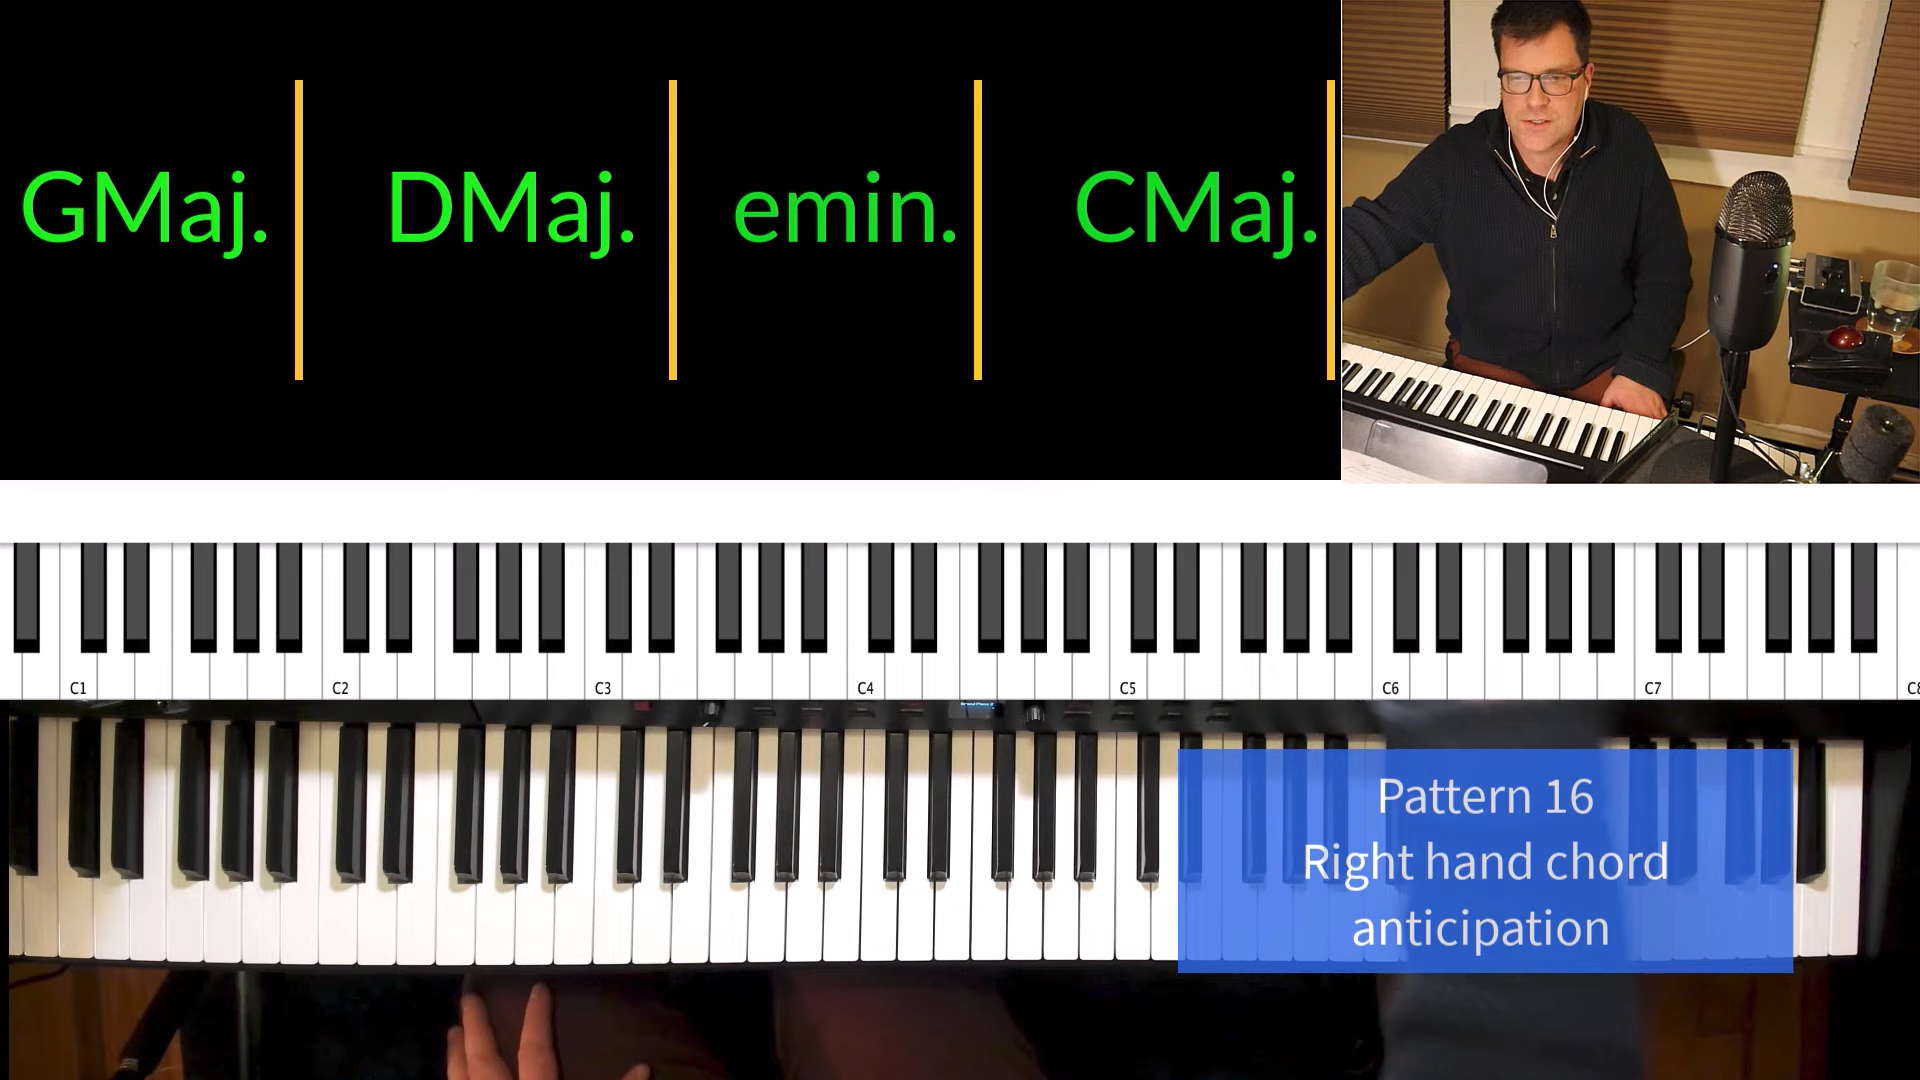 GMaj. DMaj. emin. CMaj.
C1 C2 C3 C4 C5 C6 C7
Pattern 16
Right hand chord
anticipation